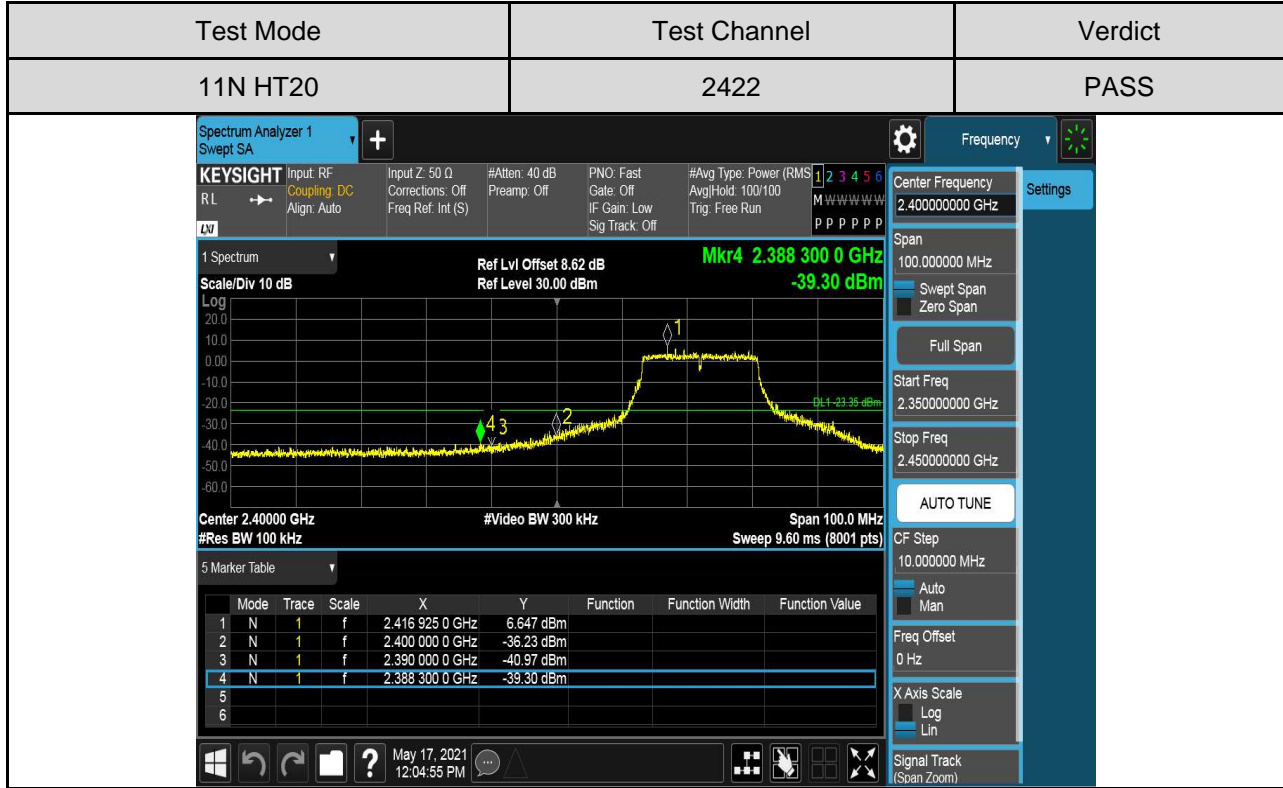 Test Mode Test Channel Verdict
11N HT20 2422 PASS
Spectrum Analyzer 1
Swept SA
+
Frequency
KEYSIGHT Input: RF Input Z: 50 Ω #Atten: 40 dB PNO: Fast #Avg Type: Power (RMS 1 2 3 4 5 6
RL Coupling: DC Corrections: Off Preamp: Off Gate: Off Avg|Hold: 100/100 M W W W W W
Align: Auto Freq Ref: Int (S) IF Gain: Low Trig: Free Run
LXI Sig Track: Off P P P P P P
Center Frequency
2.400000000 GHz
Settings
Span
100.000000 MHz
Swept Span
Zero Span
Full Span
Start Freq
2.350000000 GHz
Stop Freq
2.450000000 GHz
AUTO TUNE
CF Step
10.000000 MHz
Auto
Man
Freq Offset
0 Hz
X Axis Scale
Log
Lin
Signal Track
(Span Zoom)
1 Spectrum
Ref Lvl Offset 8.62 dB
Mkr4 2.388 300 0 GHz
Scale/Div 10 dB
Ref Level 30.00 dBm
-39.30 dBm
Log
20.0
10.0
0.00
-10.0
-20.0
-30.0
-40.0
-50.0
-60.0
1
DL1 -23.35 dBm
4 3 2
Center 2.40000 GHz #Video BW 300 kHz Span 100.0 MHz
#Res BW 100 kHz Sweep 9.60 ms (8001 pts)
5 Marker Table
Mode Trace Scale X Y Function Function Width Function Value
1 N 1 f 2.416 925 0 GHz 6.647 dBm
2 N 1 f 2.400 000 0 GHz -36.23 dBm
3 N 1 f 2.390 000 0 GHz -40.97 dBm
4 N 1 f 2.388 300 0 GHz -39.30 dBm
5
6
? May 17, 2021
12:04:55 PM